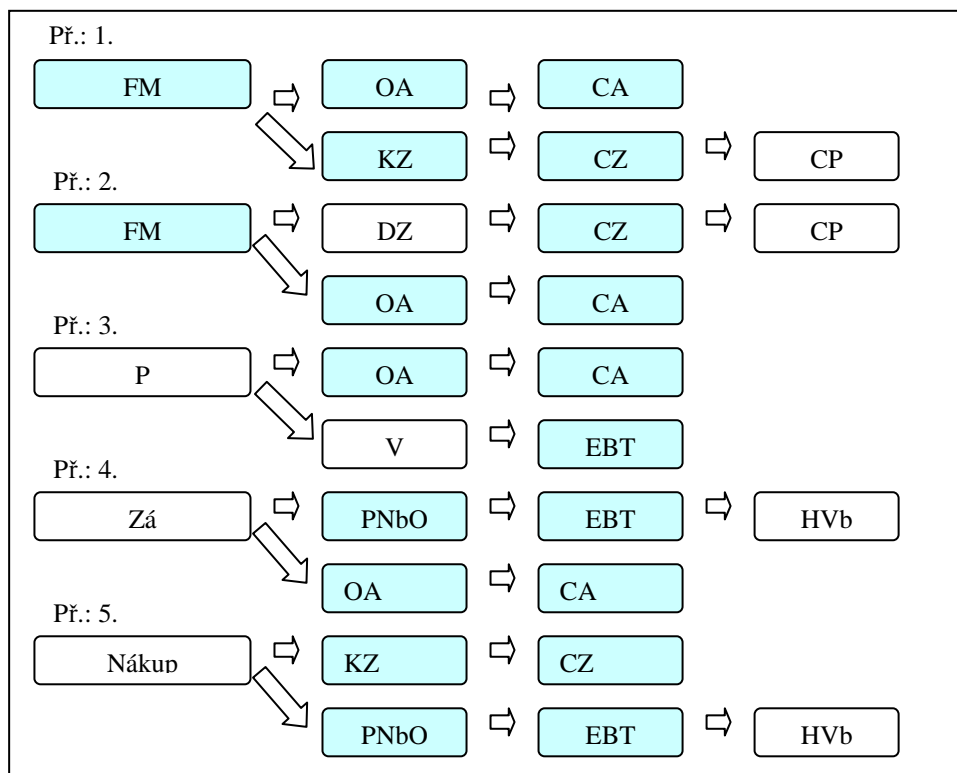 Př.: 1.
FM OA CA
KZ CZ CP
Př.: 2.
FM DZ CZ CP
OA CA
Př.: 3.
P OA CA
V EBT
Př.: 4.
Zá PNbO EBT HVb
OA CA
Př.: 5.
Nákup KZ CZ
PNbO EBT HVb